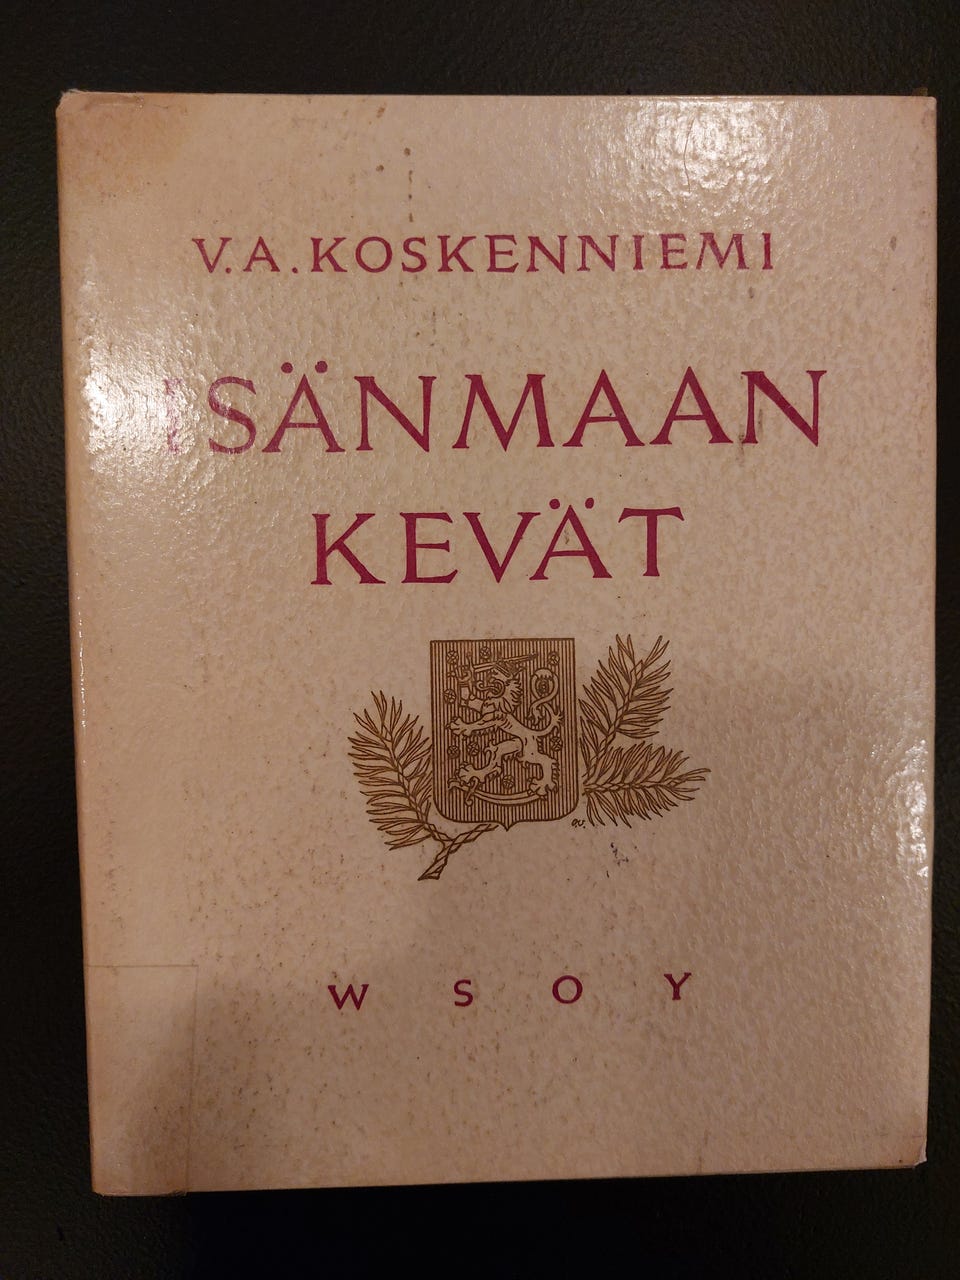 V.A.KOSKENNIEMI
ISÄNMAAN
KEVÄT
O.V.
W S O Y